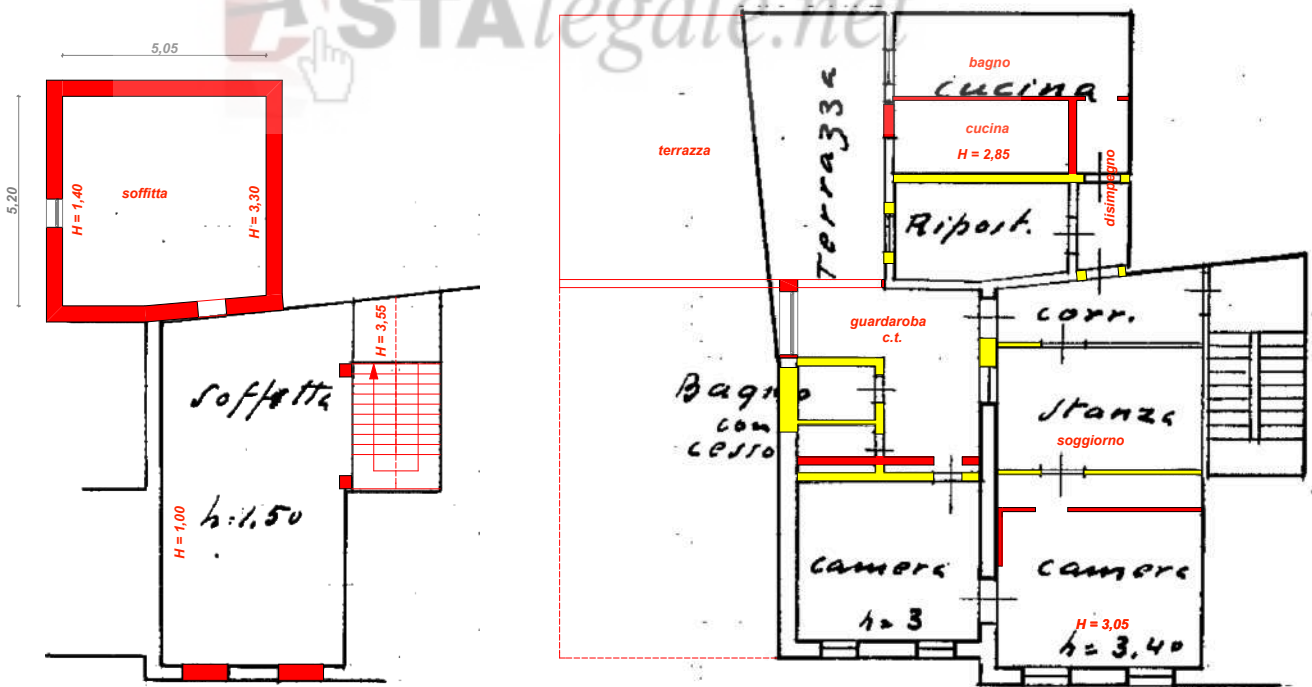 ASTAlegale.net
5,05
5,20
soffitta
H = 1,40
H = 3,30
H = 3,55
soffitta
h=1.50
H = 1,00
terrazza
Terrazza
bagno
cucina
cucina
H = 2,85
disimpegno
Ripost.
guardaroba
c.t.
corr.
Bagno
con
cesso
stanza
soggiorno
camera
h= 3
camera
H = 3,05
h= 3.40